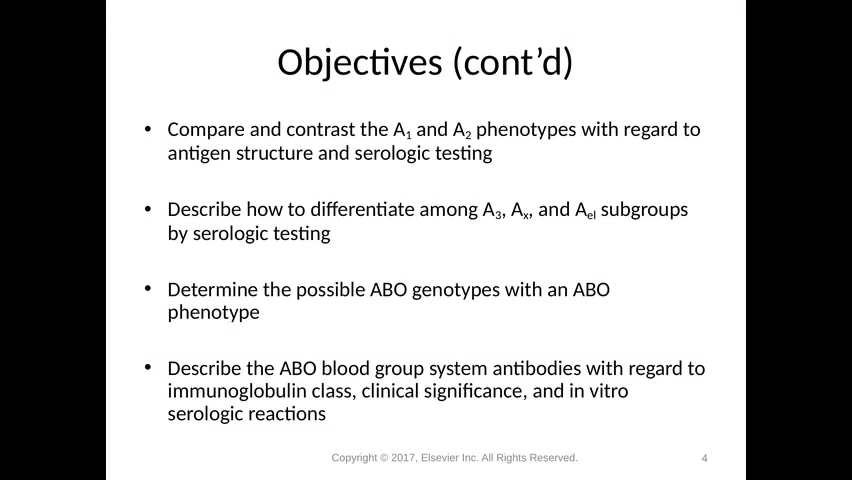 Objectives (cont’d)
• Compare and contrast the A₁ and A₂ phenotypes with regard to
antigen structure and serologic testing
• Describe how to differentiate among A₃, Aₓ, and Aₑₗ subgroups
by serologic testing
• Determine the possible ABO genotypes with an ABO
phenotype
• Describe the ABO blood group system antibodies with regard to
immunoglobulin class, clinical significance, and in vitro
serologic reactions
Copyright © 2017, Elsevier Inc. All Rights Reserved.
4